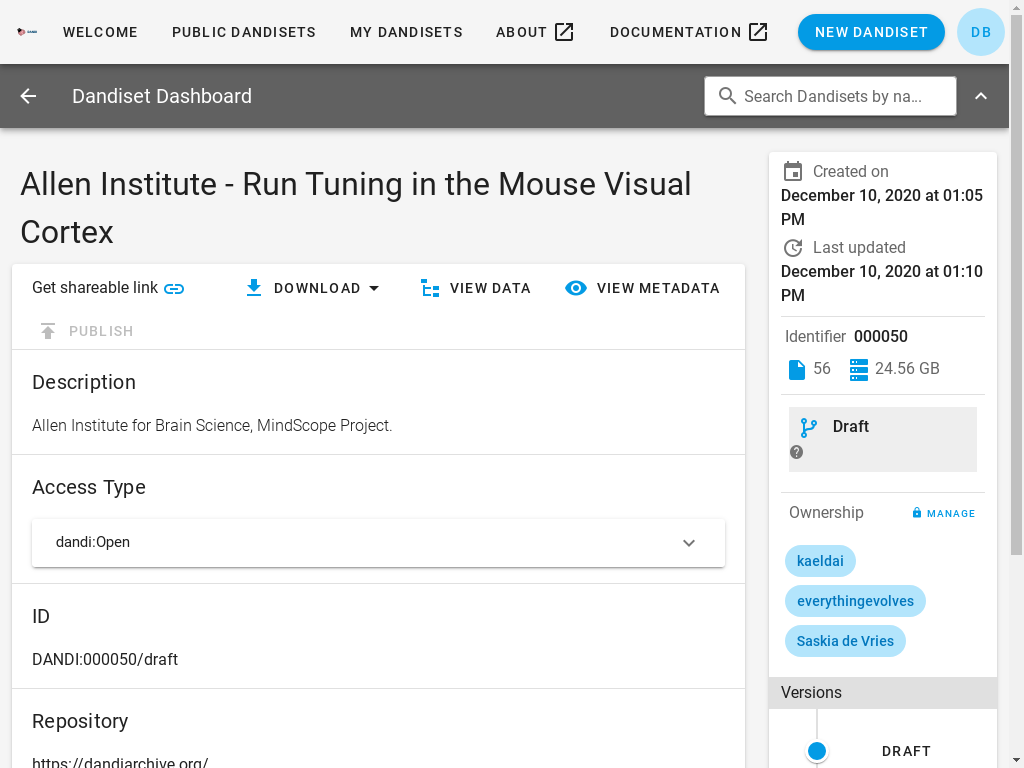 WELCOME PUBLIC DANDISETS MY DANDISETS ABOUT DOCUMENTATION NEW DANDISET DB
Dandiset Dashboard Search Dandisets by na...
Allen Institute - Run Tuning in the Mouse Visual
Cortex
Get shareable link DOWNLOAD VIEW DATA VIEW METADATA
PUBLISH
Description
Allen Institute for Brain Science, MindScope Project.
Access Type
dandi:Open
ID
DANDI:000050/draft
Repository
https://dandiarchive.org/
Created on
December 10, 2020 at 01:05
PM
Last updated
December 10, 2020 at 01:10
PM
Identifier 000050
56 24.56 GB
Draft
Ownership MANAGE
kaeldai
everythingevolves
Saskia de Vries
Versions
DRAFT